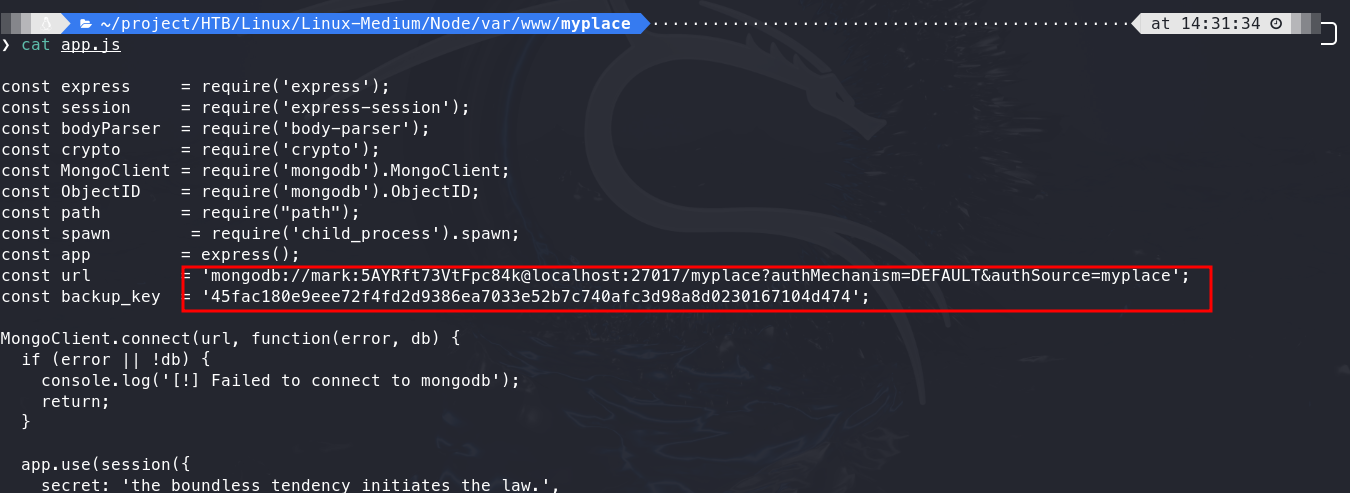 ~/project/HTB/Linux/Linux-Medium/Node/var/www/myplace at 14:31:34
❯ cat app.js
const express     = require('express');
const session     = require('express-session');
const bodyParser  = require('body-parser');
const crypto      = require('crypto');
const MongoClient = require('mongodb').MongoClient;
const ObjectID    = require('mongodb').ObjectID;
const path        = require("path");
const spawn        = require('child_process').spawn;
const app         = express();
const url         = 'mongodb://mark:5AYRft73VtFpc84k@localhost:27017/myplace?authMechanism=DEFAULT&authSource=myplace';
const backup_key  = '45fac180e9eee72f4fd2d9386ea7033e52b7c740afc3d98a8d0230167104d474';
MongoClient.connect(url, function(error, db) {
  if (error || !db) {
    console.log('[!] Failed to connect to mongodb');
    return;
  }
  app.use(session({
    secret: 'the boundless tendency initiates the law.',